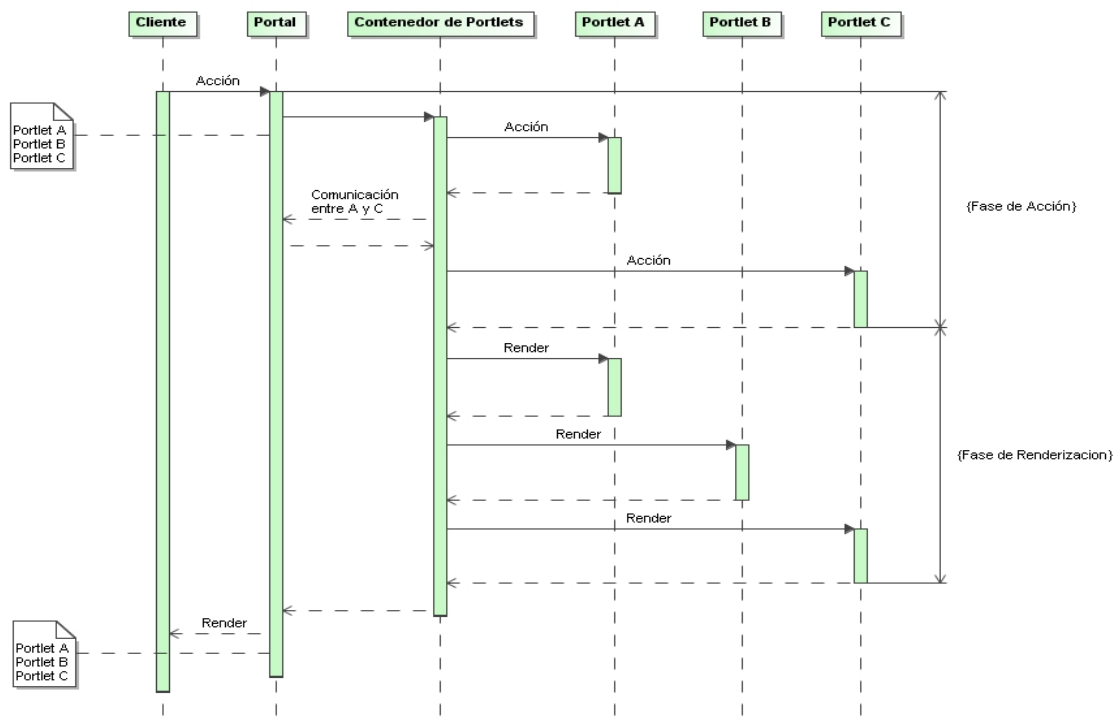 Cliente
Portal
Contenedor de Portlets
Portlet A
Portlet B
Portlet C
Acción
Portlet A
Portlet B
Portlet C
Acción
Comunicación
entre A y C
{Fase de Acción}
Acción
Render
Render
{Fase de Renderizacion}
Render
Render
Portlet A
Portlet B
Portlet C